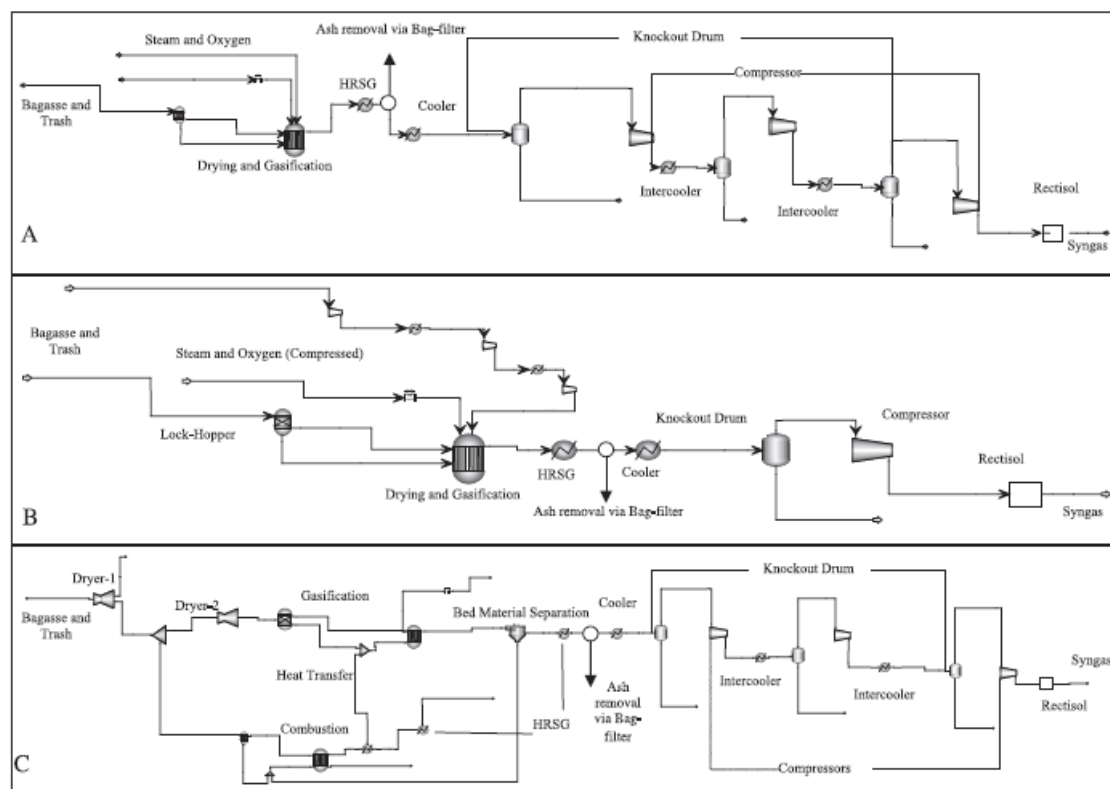 Ash removal via Bag-filter
Steam and Oxygen
Knockout Drum
HRSG
Compressor
Bagasse and
Trash
Cooler
Drying and Gasification
Intercooler
Intercooler
Rectisol
Syngas
A
Bagasse and
Trash
Steam and Oxygen (Compressed)
Lock-Hopper
Knockout Drum
Compressor
Rectisol
HRSG
Cooler
Drying and Gasification
Ash removal via Bag-filter
Syngas
B
Dryer-1
Bagasse and
Trash
Dryer-2
Gasification
Bed Material Separation
Cooler
Knockout Drum
Heat Transfer
Combustion
HRSG
Ash
removal
via Bag-
filter
Intercooler
Intercooler
Syngas
Rectisol
Compressors
C